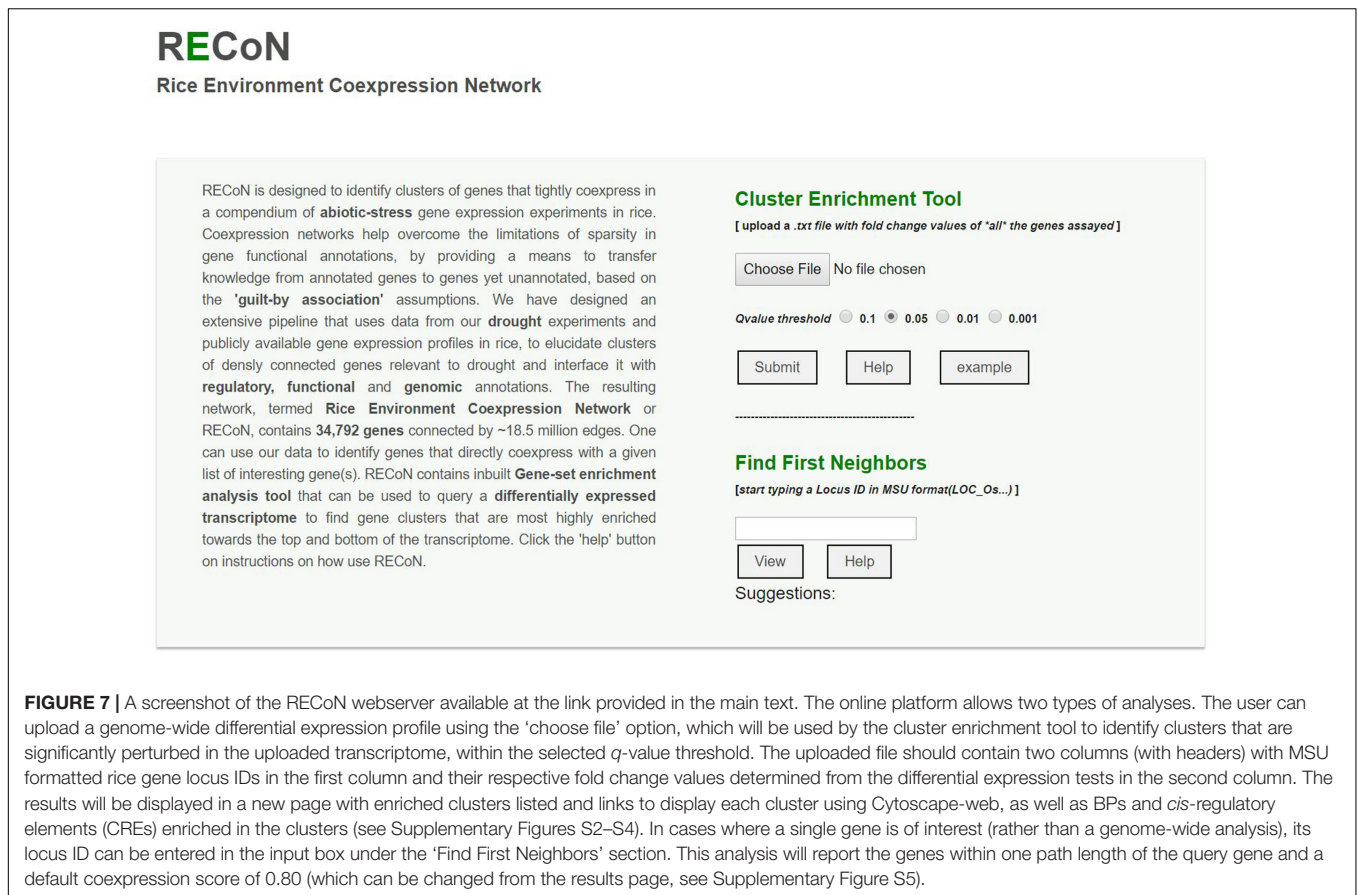 RECoN
Rice Environment Coexpression Network
RECoN is designed to identify clusters of genes that tightly coexpress in
a compendium of abiotic-stress gene expression experiments in rice.
Coexpression networks help overcome the limitations of sparsity in
gene functional annotations, by providing a means to transfer
knowledge from annotated genes to genes yet unannotated, based on
the 'guilt-by association' assumptions. We have designed an
extensive pipeline that uses data from our drought experiments and
publicly available gene expression profiles in rice, to elucidate clusters
of densly connected genes relevant to drought and interface it with
regulatory, functional and genomic annotations. The resulting
network, termed Rice Environment Coexpression Network or
RECoN, contains 34,792 genes connected by ~18.5 million edges. One
can use our data to identify genes that directly coexpress with a given
list of interesting gene(s). RECoN contains inbuilt Gene-set enrichment
analysis tool that can be used to query a differentially expressed
transcriptome to find gene clusters that are most highly enriched
towards the top and bottom of the transcriptome. Click the 'help' button
on instructions on how use RECoN.
Cluster Enrichment Tool
[ upload a .txt file with fold change values of *all* the genes assayed ]
Choose File No file chosen
Qvalue threshold 0.1 0.05 0.01 0.001
Submit Help example
----------------------------------------------
Find First Neighbors
[start typing a Locus ID in MSU format(LOC_Os...) ]
View Help
Suggestions:
FIGURE 7 | A screenshot of the RECoN webserver available at the link provided in the main text. The online platform allows two types of analyses. The user can
upload a genome-wide differential expression profile using the 'choose file' option, which will be used by the cluster enrichment tool to identify clusters that are
significantly perturbed in the uploaded transcriptome, within the selected q-value threshold. The uploaded file should contain two columns (with headers) with MSU
formatted rice gene locus IDs in the first column and their respective fold change values determined from the differential expression tests in the second column. The
results will be displayed in a new page with enriched clusters listed and links to display each cluster using Cytoscape-web, as well as BPs and cis-regulatory
elements (CREs) enriched in the clusters (see Supplementary Figures S2–S4). In cases where a single gene is of interest (rather than a genome-wide analysis), its
locus ID can be entered in the input box under the 'Find First Neighbors' section. This analysis will report the genes within one path length of the query gene and a
default coexpression score of 0.80 (which can be changed from the results page, see Supplementary Figure S5).